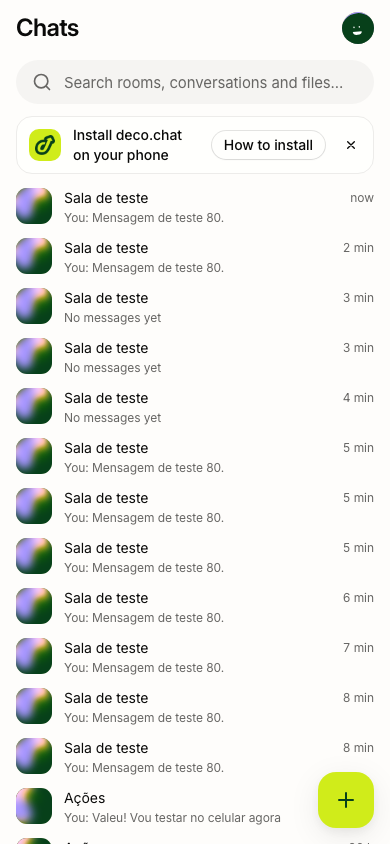 Chats
Search rooms, conversations and files...
Install deco.chat
on your phone
How to install
Sala de teste
now
You: Mensagem de teste 80.
Sala de teste
2 min
You: Mensagem de teste 80.
Sala de teste
3 min
No messages yet
Sala de teste
3 min
No messages yet
Sala de teste
4 min
No messages yet
Sala de teste
5 min
You: Mensagem de teste 80.
Sala de teste
5 min
You: Mensagem de teste 80.
Sala de teste
5 min
You: Mensagem de teste 80.
Sala de teste
6 min
You: Mensagem de teste 80.
Sala de teste
7 min
You: Mensagem de teste 80.
Sala de teste
8 min
You: Mensagem de teste 80.
Sala de teste
8 min
You: Mensagem de teste 80.
Ações
You: Valeu! Vou testar no celular agora